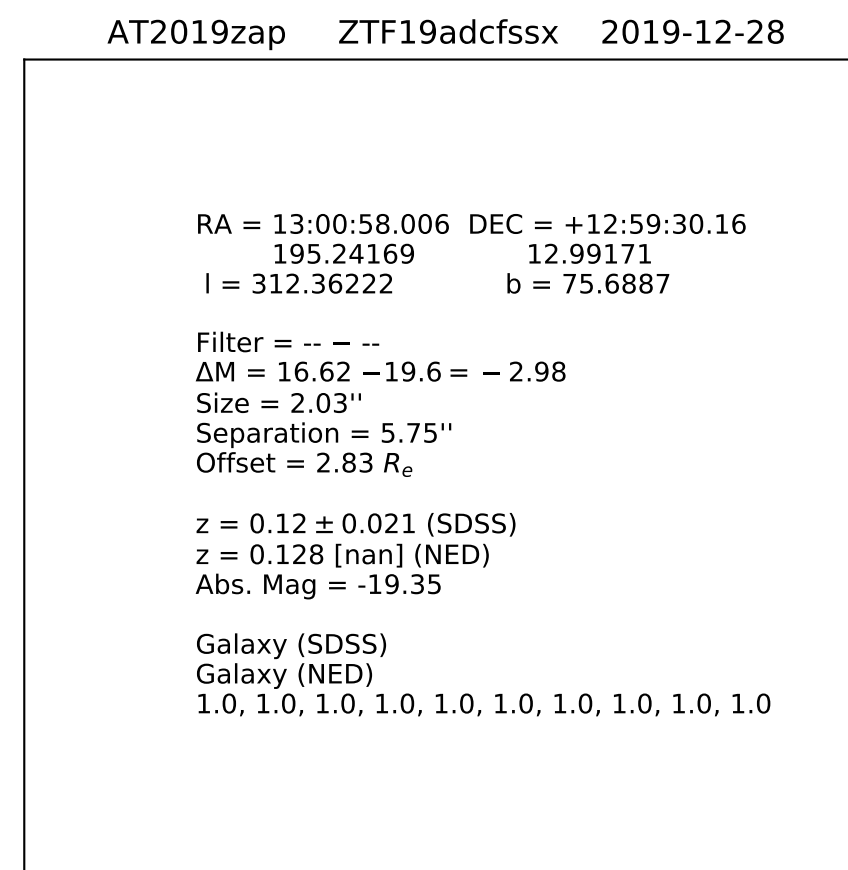 AT2019zap ZTF19adcfssx 2019-12-28
RA = 13:00:58.006 DEC = +12:59:30.16
195.24169 12.99171
l = 312.36222 b = 75.6887
Filter = -- − --
ΔM = 16.62 −19.6 = − 2.98
Size = 2.03''
Separation = 5.75''
Offset = 2.83 Rₑ
z = 0.12 ± 0.021 (SDSS)
z = 0.128 [nan] (NED)
Abs. Mag = -19.35
Galaxy (SDSS)
Galaxy (NED)
1.0, 1.0, 1.0, 1.0, 1.0, 1.0, 1.0, 1.0, 1.0, 1.0